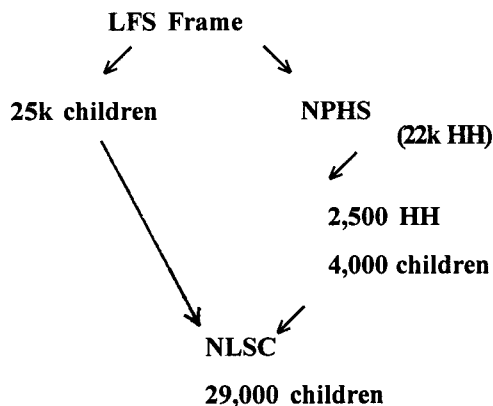 LFS Frame
25k children
NPHS
(22k HH)
2,500 HH
4,000 children
NLSC
29,000 children